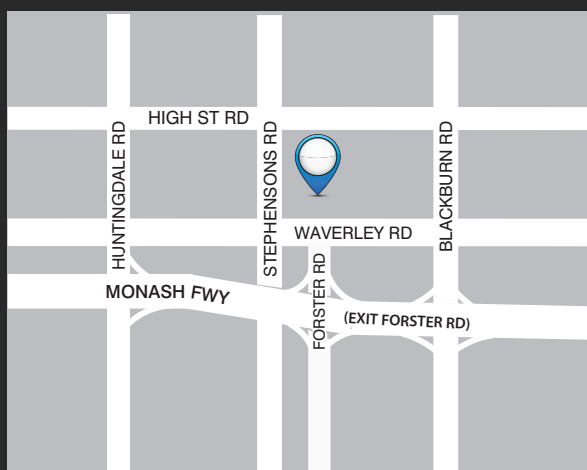 HIGH ST RD
HUNTINGDALE RD
STEPHENSONS RD
BLACKBURN RD
WAVERLEY RD
FORSTER RD
MONASH FWY
(EXIT FORSTER RD)